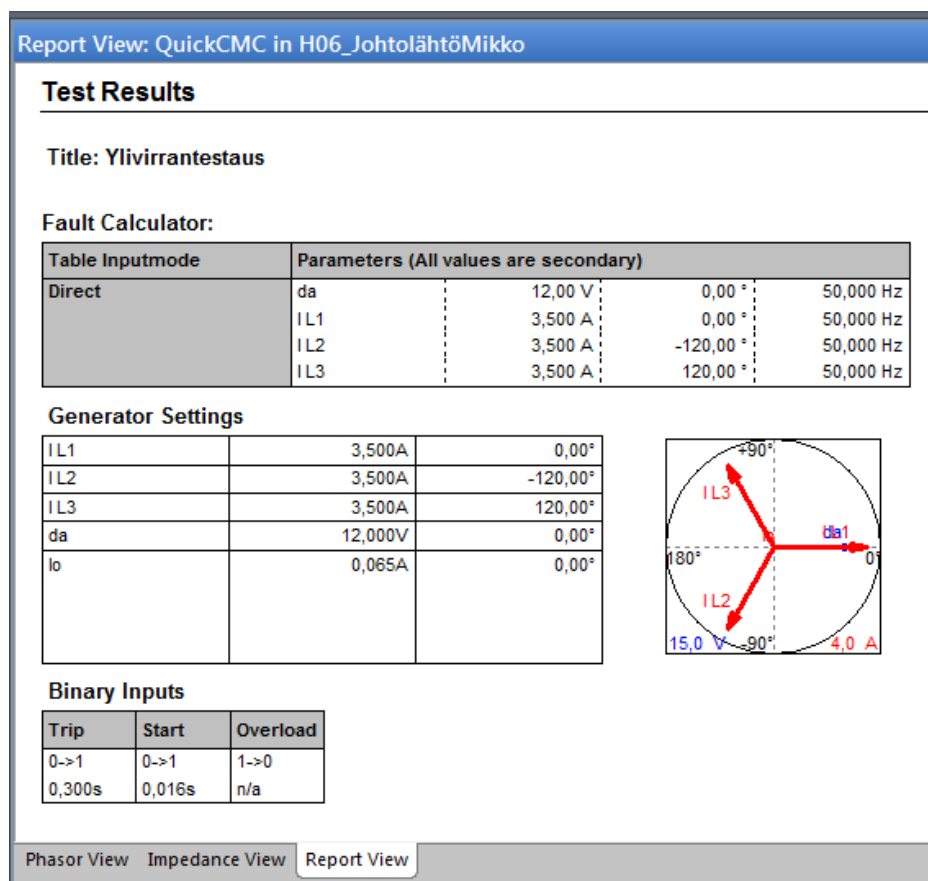 Report View: QuickCMC in H06_JohtolähtöMikko
Test Results
Title: Ylivirrantestaus
Fault Calculator:
Table Inputmode Parameters (All values are secondary)
Direct da 12,00 V 0,00 ° 50,000 Hz
I L1 3,500 A 0,00 ° 50,000 Hz
I L2 3,500 A -120,00 ° 50,000 Hz
I L3 3,500 A 120,00 ° 50,000 Hz
Generator Settings
I L1 3,500A 0,00°
I L2 3,500A -120,00°
I L3 3,500A 120,00°
da 12,000V 0,00°
Io 0,065A 0,00°
+90°
I L3
da
180° 0°
I L2
15,0 V -90° 4,0 A
Binary Inputs
Trip Start Overload
0->1 0->1 1->0
0,300s 0,016s n/a
Phasor View Impedance View Report View